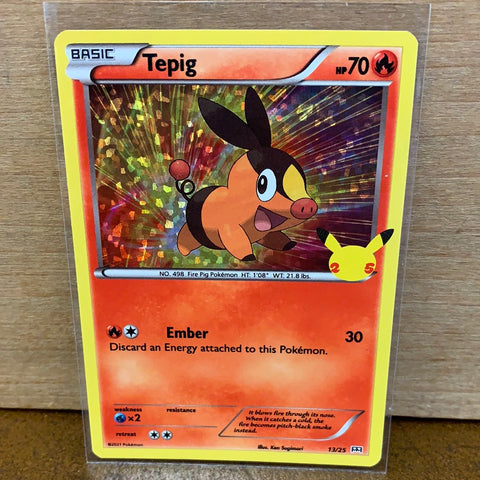 BASIC
Tepig
HP70
NO. 498 Fire Pig Pokémon HT: 1'08" WT: 21.8 lbs.
25
Ember 30
Discard an Energy attached to this Pokémon.
weakness resistance
×2
retreat
It blows fire through its nose.
When it catches a cold, the
fire becomes pitch-black smoke
instead.
©2021 Pokémon
Illus. Ken Sugimori
13/25